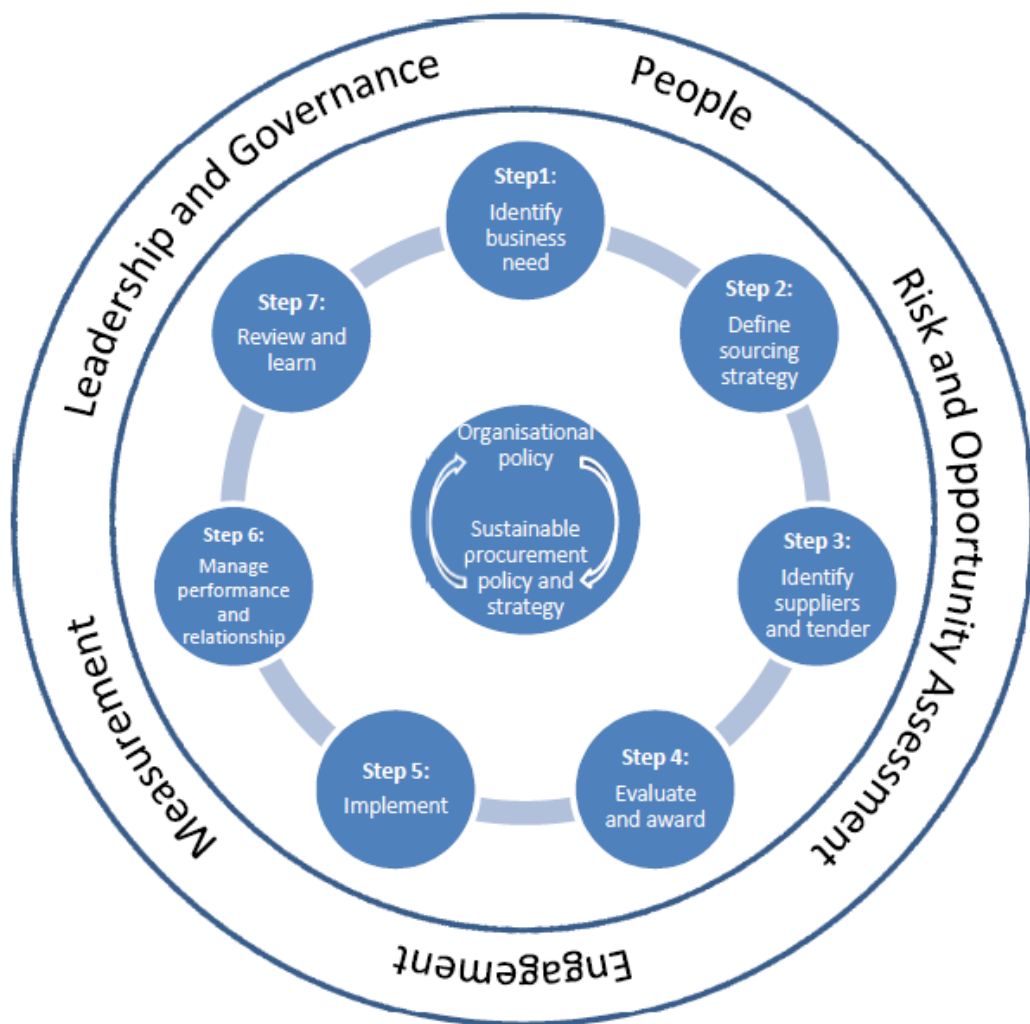 Leadership and Governance
People
Risk and Opportunity Assessment
Engagement
Measurement
Step1:
Identify
business
need
Step 2:
Define
sourcing
strategy
Step 3:
Identify
suppliers
and tender
Step 4:
Evaluate
and award
Step 5:
Implement
Step 6:
Manage
performance
and
relationship
Step 7:
Review and
learn
Organisational
policy
Sustainable
procurement
policy and
strategy